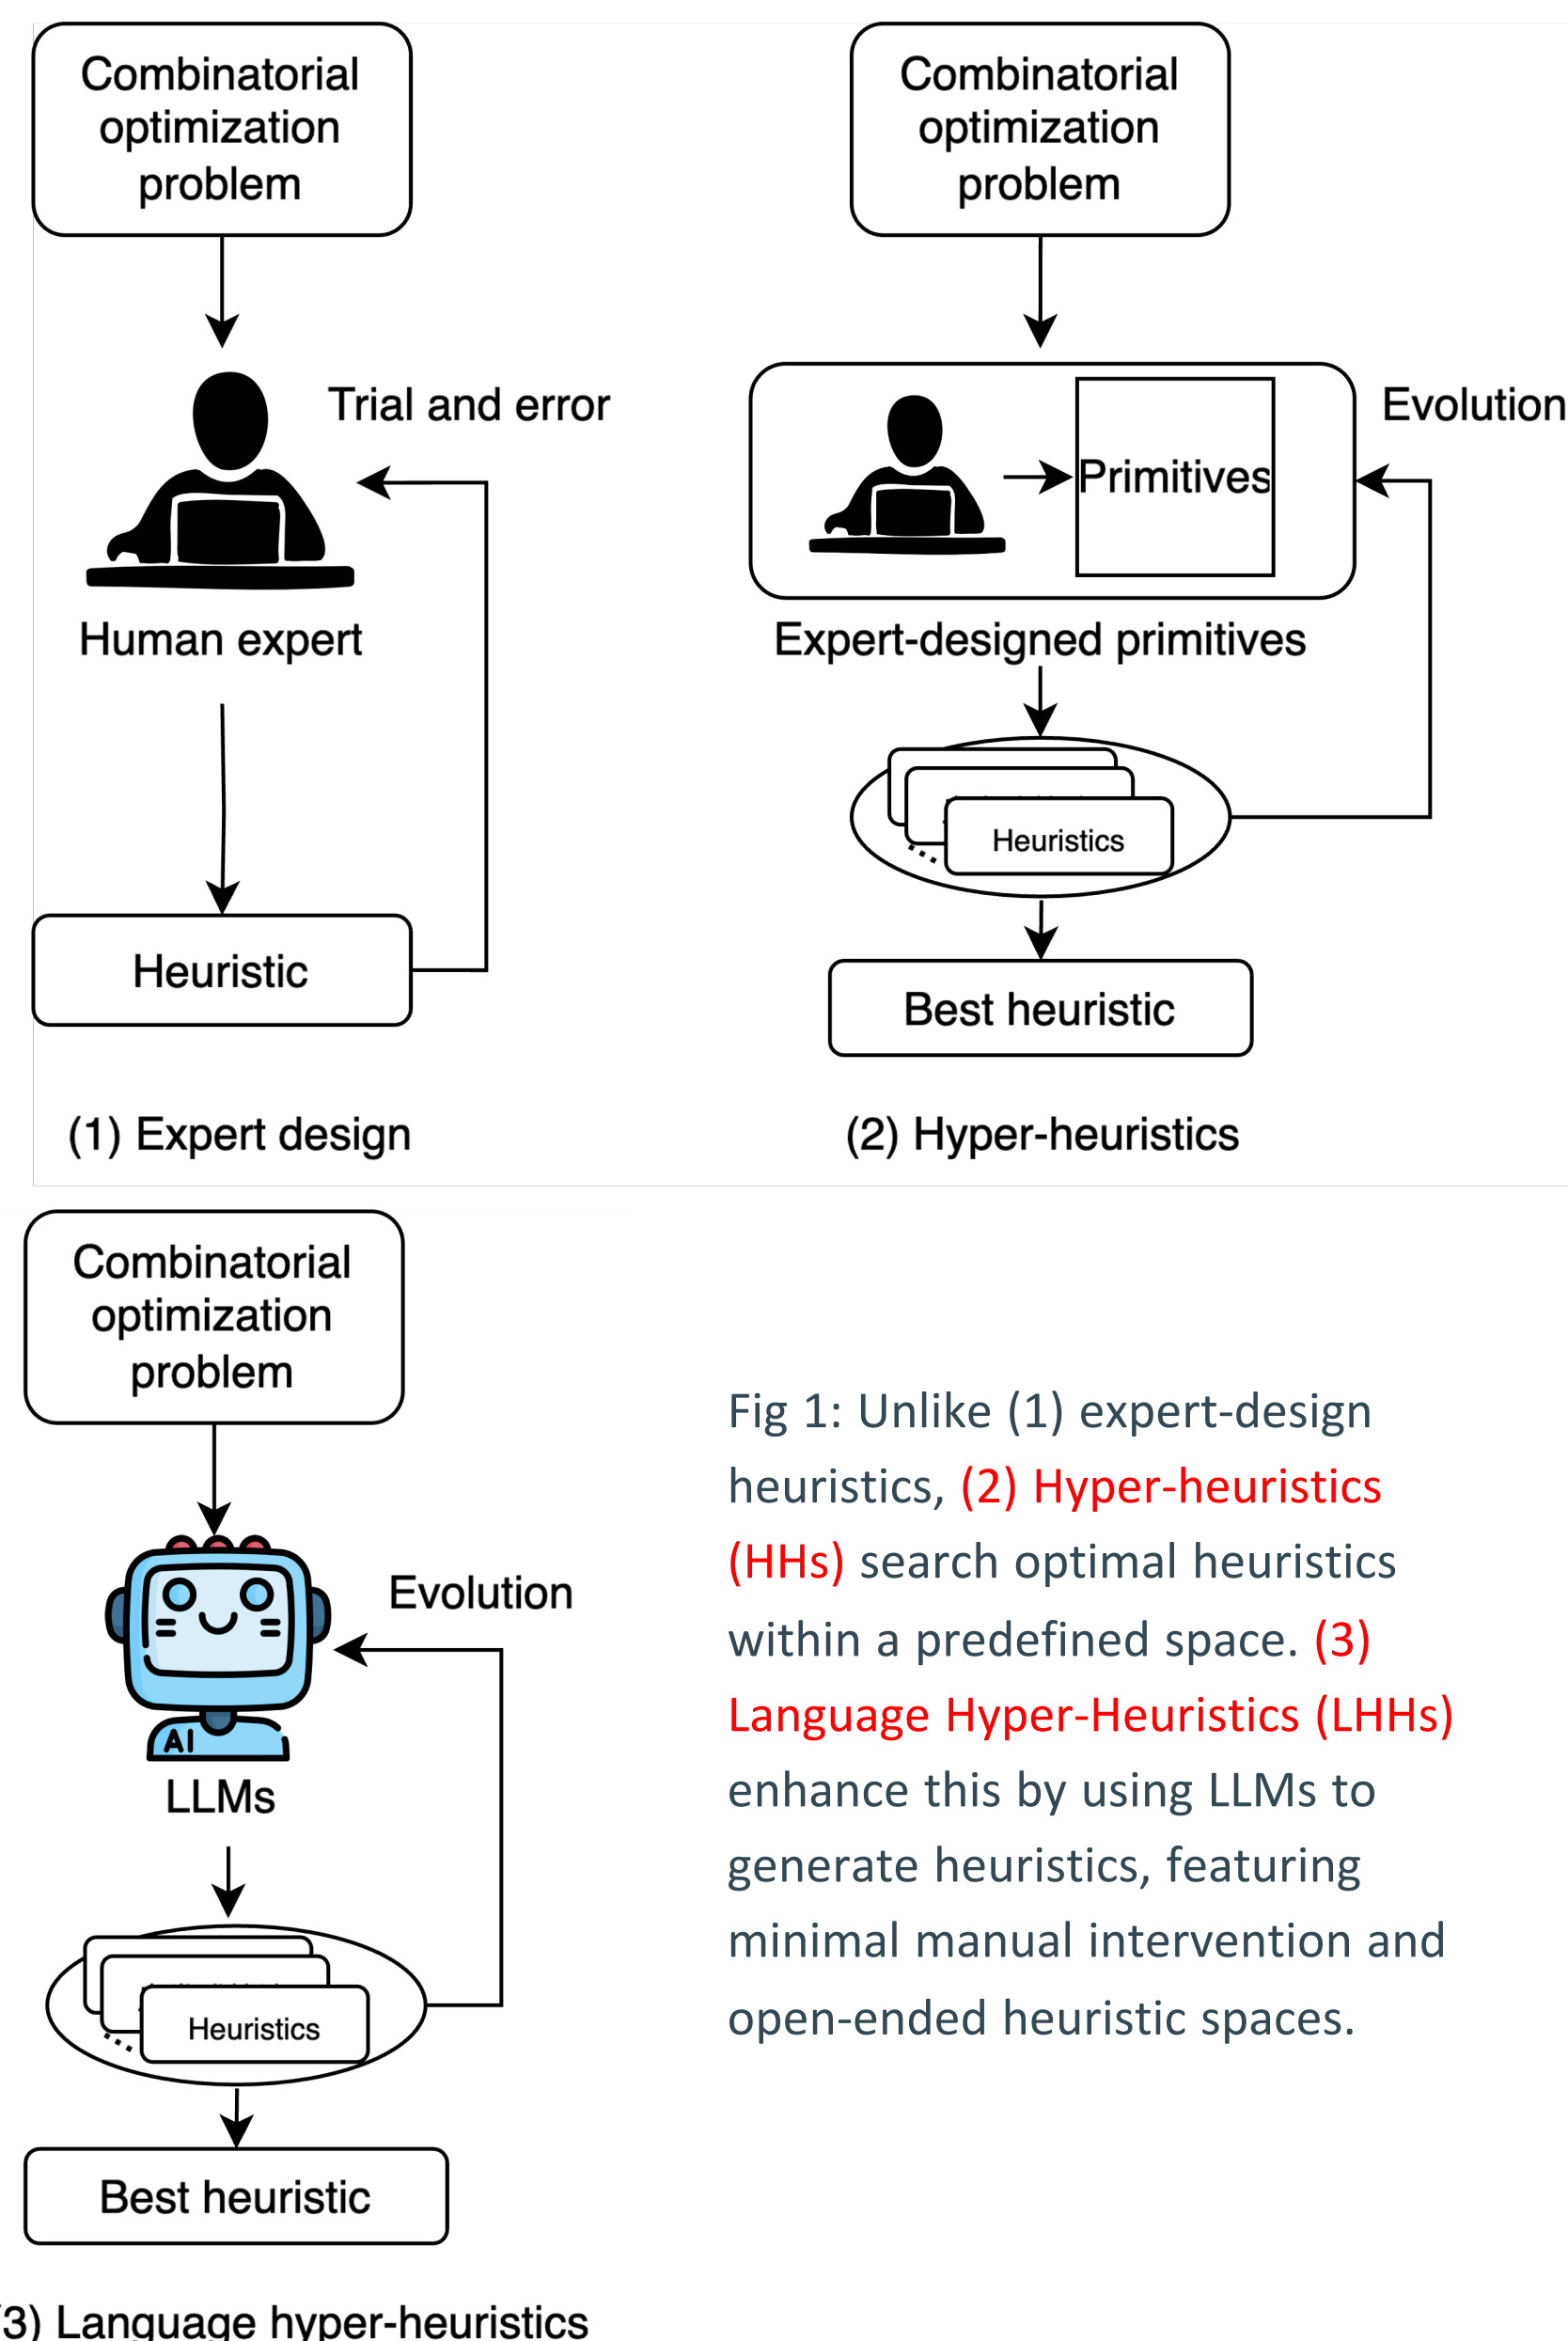 Combinatorial
optimization
problem
Trial and error
Human expert
Heuristic
(1) Expert design
Combinatorial
optimization
problem
Evolution
Primitives
Expert-designed primitives
Heuristics
Best heuristic
(2) Hyper-heuristics
Combinatorial
optimization
problem
Evolution
AI
LLMs
Heuristics
Best heuristic
3) Language hyper-heuristics
Fig 1: Unlike (1) expert-design
heuristics, (2) Hyper-heuristics
(HHs) search optimal heuristics
within a predefined space. (3)
Language Hyper-Heuristics (LHHs)
enhance this by using LLMs to
generate heuristics, featuring
minimal manual intervention and
open-ended heuristic spaces.